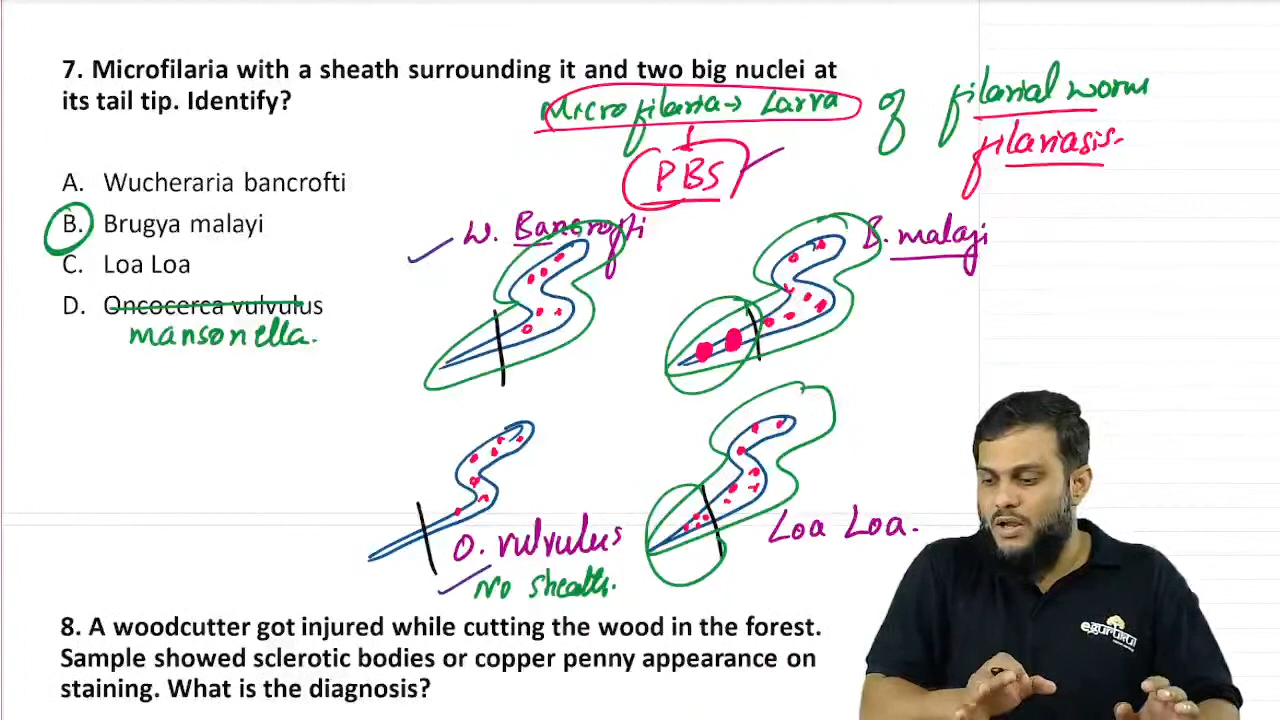 7. Microfilaria with a sheath surrounding it and two big nuclei at
its tail tip. Identify?
Microfilaria → Larva of filarial worm
filariasis.
PBS
A. Wucheraria bancrofti
B. Brugya malayi
C. Loa Loa
D. Oncocerca vulvulus
mansonella.
W. Bancrofti
B. malayi
O. vulvulus
No sheath.
Loa Loa.
8. A woodcutter got injured while cutting the wood in the forest.
Sample showed sclerotic bodies or copper penny appearance on
staining. What is the diagnosis?
egurukul